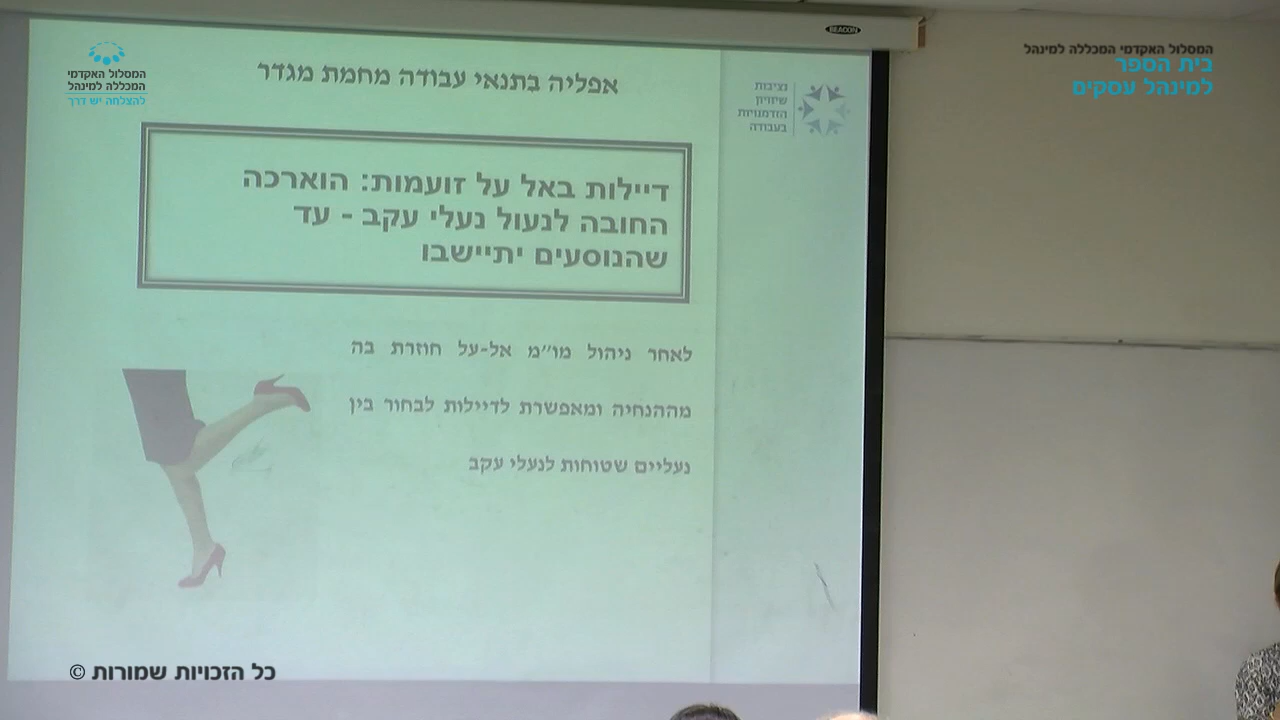 BEACON
המסלול האקדמי המכללה למינהל
בית הספר
למינהל עסקים
המסלול האקדמי
המכללה למינהל
להצלחה יש דרך
אפליה בתנאי עבודה מחמת מגדר
נציבות
שיוויון
הזדמנויות
בעבודה
דיילות באל על זועמות: הוארכה
החובה לנעול נעלי עקב - עד
שהנוסעים יתיישבו
לאחר ניהול מו״מ אל-על חוזרת בה
מההנחיה ומאפשרת לדיילות לבחור בין
נעליים שטוחות לנעלי עקב
כל הזכויות שמורות ©